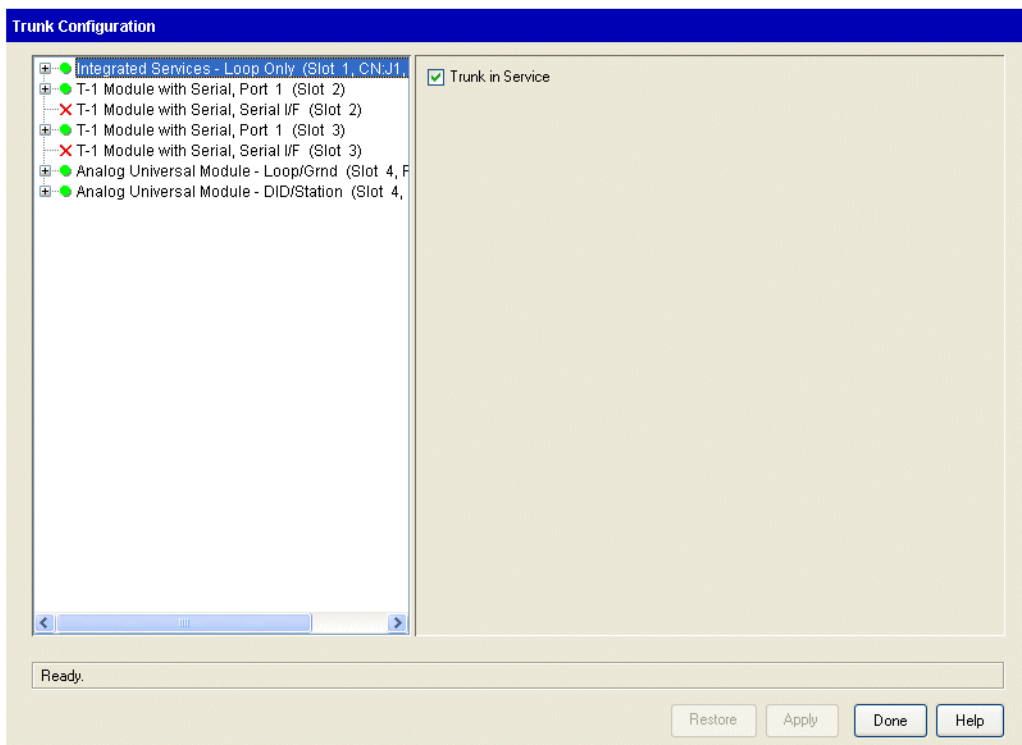 Trunk Configuration
Integrated Services - Loop Only (Slot 1, CN:J1,
T-1 Module with Serial, Port 1 (Slot 2)
T-1 Module with Serial, Serial I/F (Slot 2)
T-1 Module with Serial, Port 1 (Slot 3)
T-1 Module with Serial, Serial I/F (Slot 3)
Analog Universal Module - Loop/Grnd (Slot 4, P
Analog Universal Module - DID/Station (Slot 4,
Trunk in Service
Ready.
Restore Apply Done Help